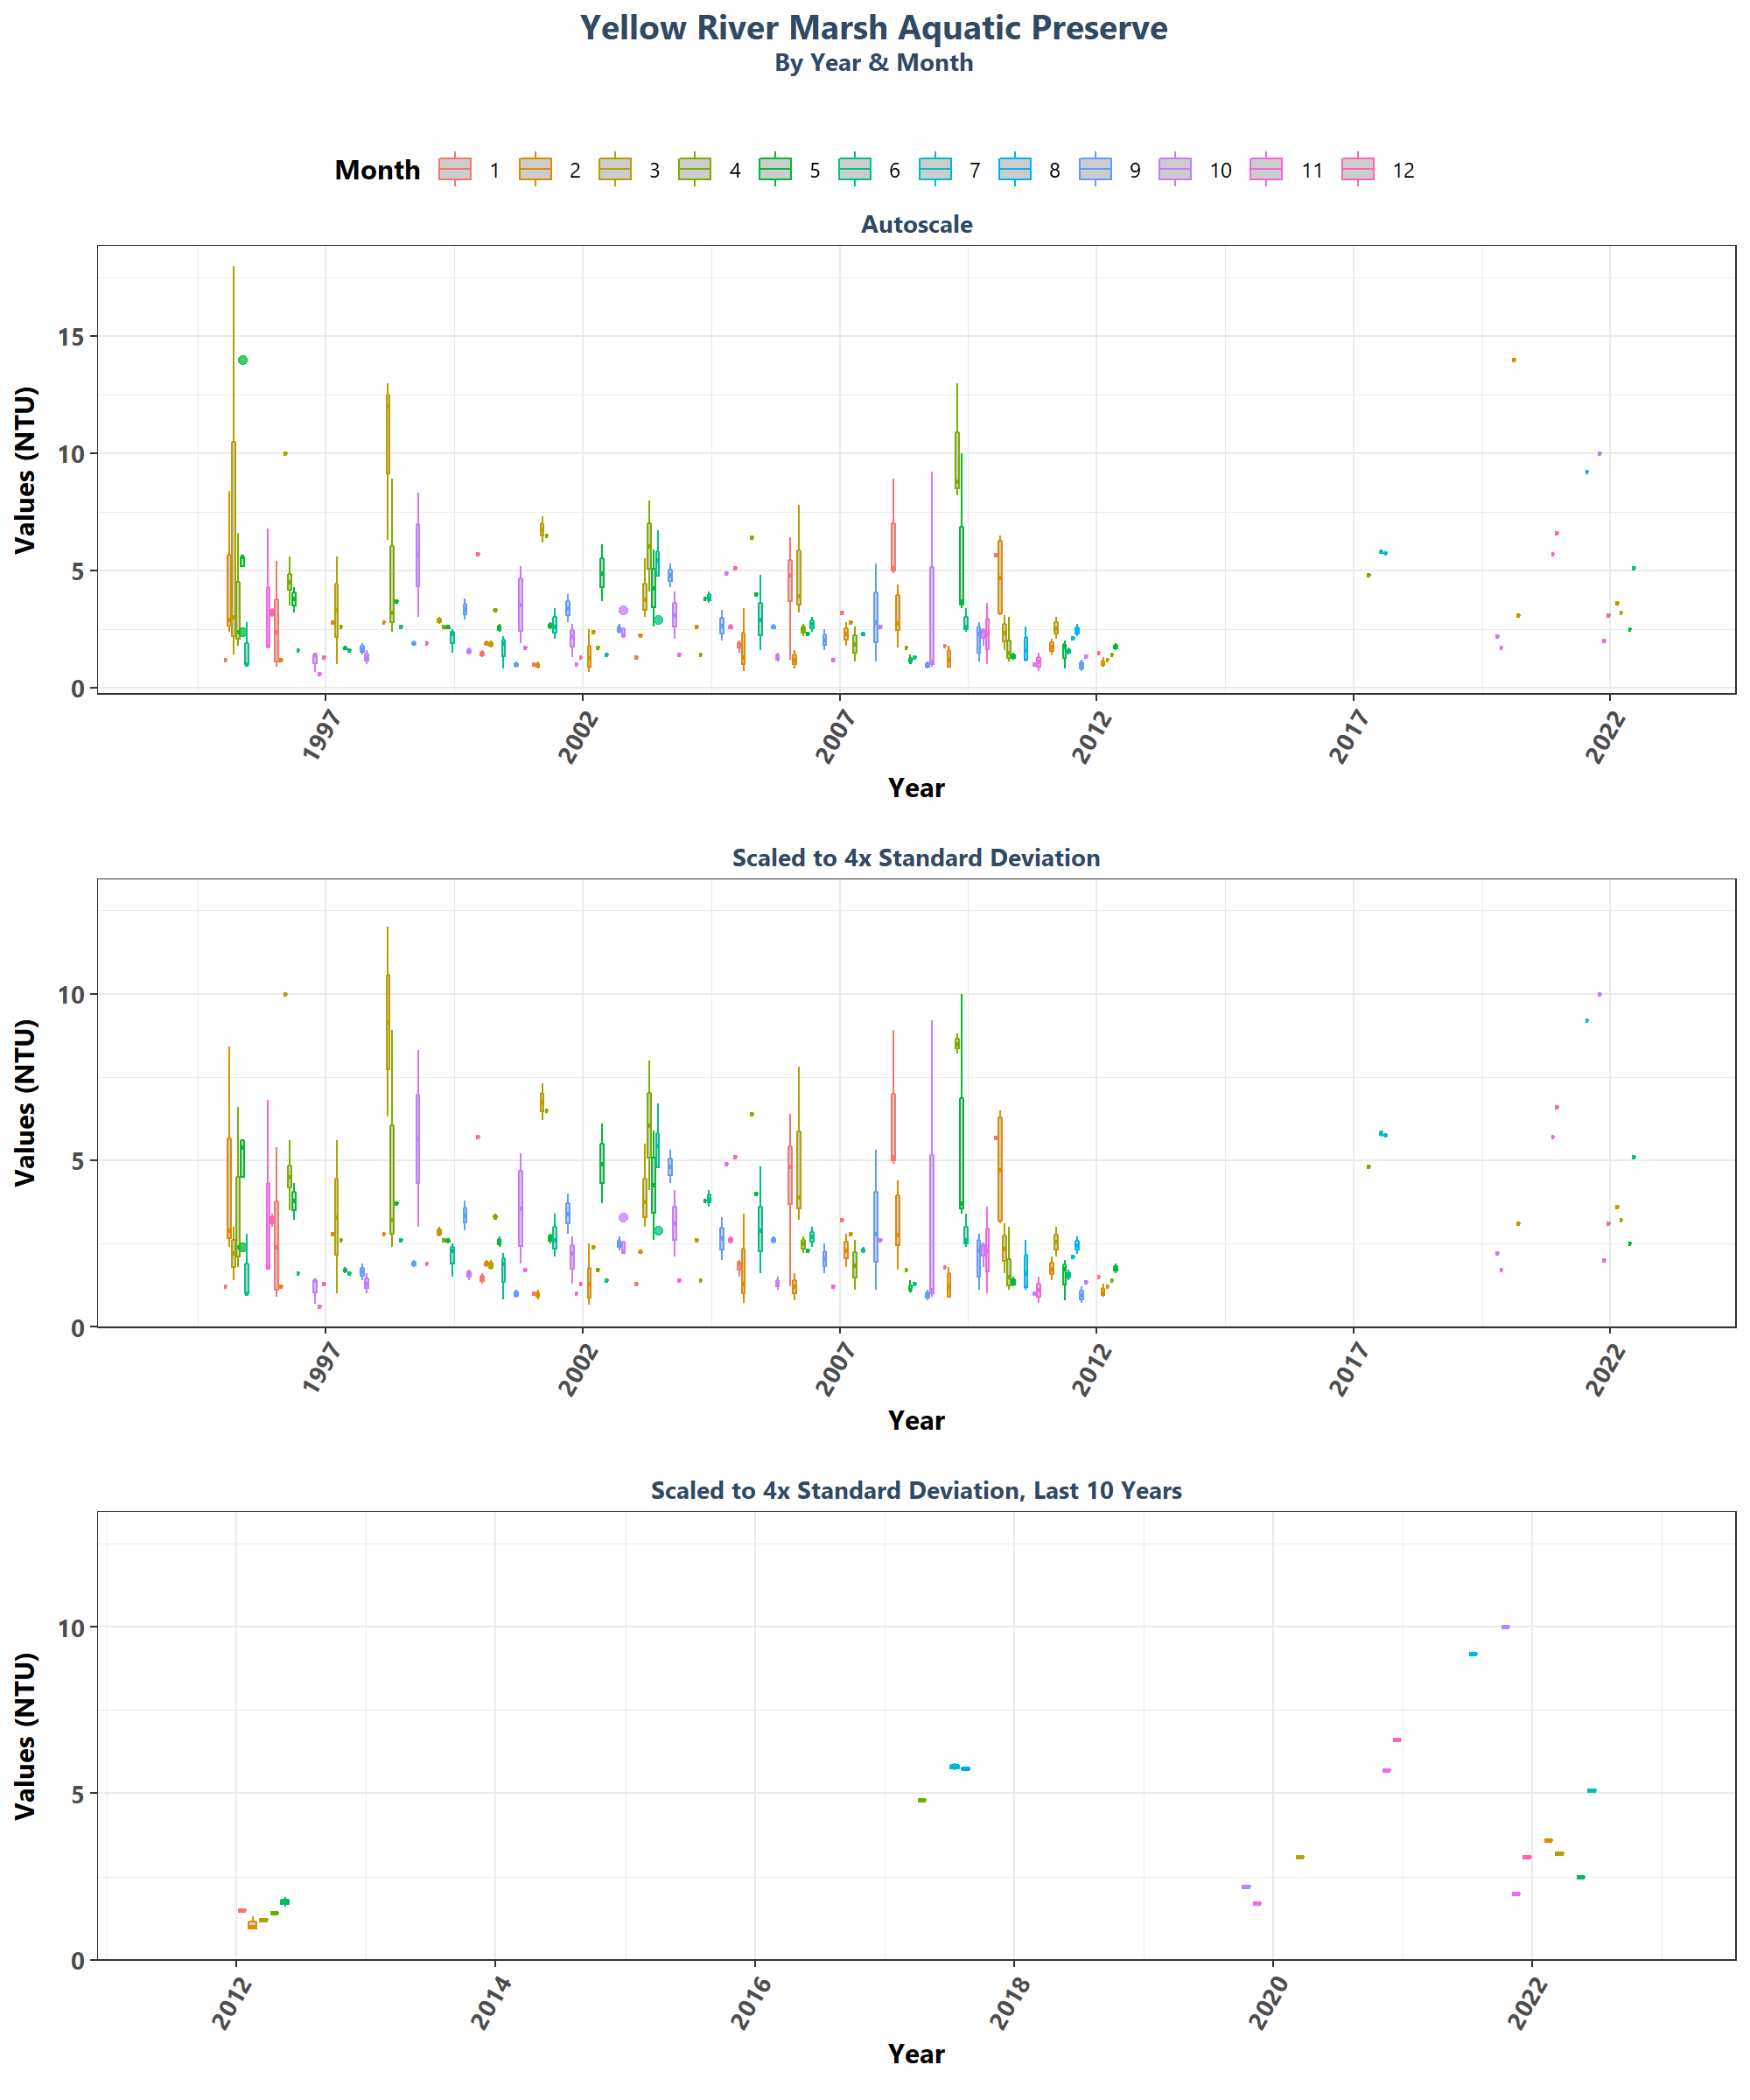 Yellow River Marsh Aquatic Preserve
By Year & Month
Month 1 2 3 4 5 6 7 8 9 10 11 12
Autoscale
Values (NTU)
15
10
5
0
1997 2002 2007 2012 2017 2022
Year
Scaled to 4x Standard Deviation
Values (NTU)
10
5
0
1997 2002 2007 2012 2017 2022
Year
Scaled to 4x Standard Deviation, Last 10 Years
Values (NTU)
10
5
0
2012 2014 2016 2018 2020 2022
Year